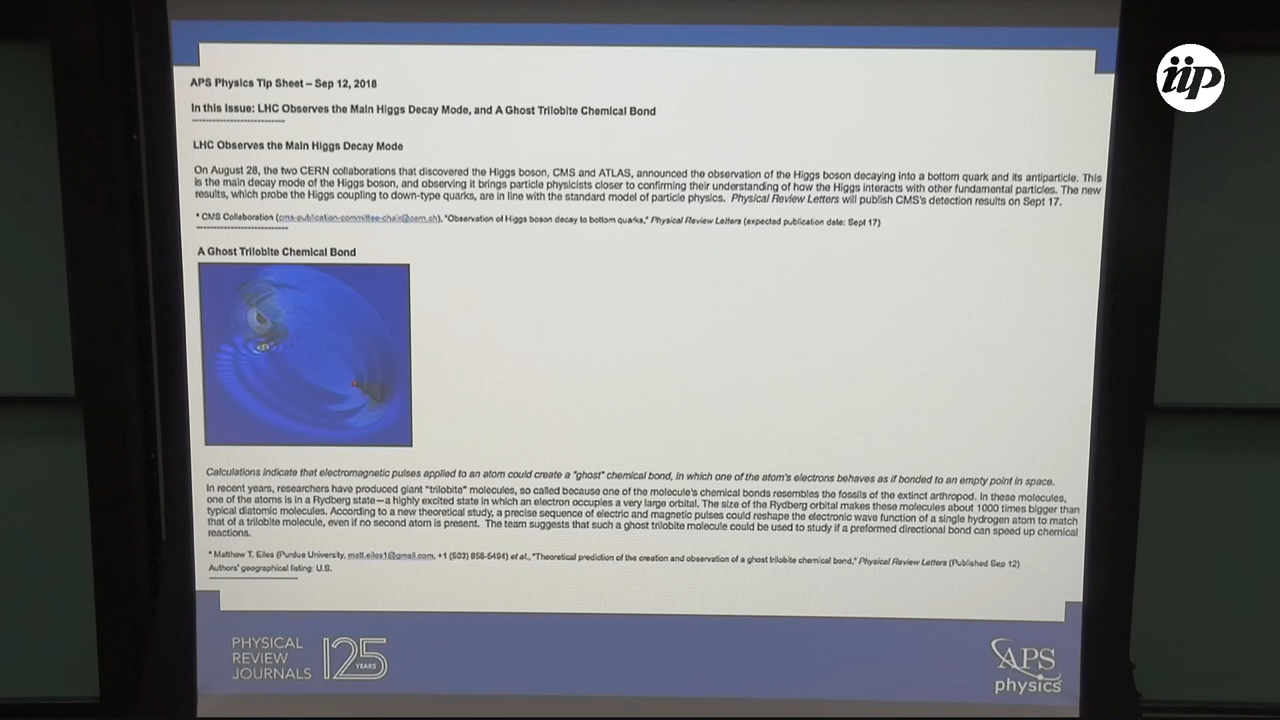 iip
APS Physics Tip Sheet – Sep 12, 2018
In this Issue: LHC Observes the Main Higgs Decay Mode, and A Ghost Trilobite Chemical Bond
LHC Observes the Main Higgs Decay Mode
On August 28, the two CERN collaborations that discovered the Higgs boson, CMS and ATLAS, announced the observation of the Higgs boson decaying into a bottom quark and its antiparticle. This
is the main decay mode of the Higgs boson, and observing it brings particle physicists closer to confirming their understanding of how the Higgs interacts with other fundamental particles. The new
results, which probe the Higgs coupling to down-type quarks, are in line with the standard model of particle physics. Physical Review Letters will publish CMS's detection results on Sept 17.
* CMS Collaboration (cms-publication-committee-chair@cern.ch), "Observation of Higgs boson decay to bottom quarks," Physical Review Letters (expected publication date: Sept 17)
A Ghost Trilobite Chemical Bond
Calculations indicate that electromagnetic pulses applied to an atom could create a "ghost" chemical bond, in which one of the atom's electrons behaves as if bonded to an empty point in space.
In recent years, researchers have produced giant "trilobite" molecules, so called because one of the molecule's chemical bonds resembles the fossils of the extinct arthropod. In these molecules,
one of the atoms is in a Rydberg state—a highly excited state in which an electron occupies a very large orbital. The size of the Rydberg orbital makes these molecules about 1000 times bigger than
typical diatomic molecules. According to a new theoretical study, a precise sequence of electric and magnetic pulses could reshape the electronic wave function of a single hydrogen atom to match
that of a trilobite molecule, even if no second atom is present. The team suggests that such a ghost trilobite molecule could be used to study if a preformed directional bond can speed up chemical
reactions.
* Matthew T. Eiles (Purdue University, matt.eiles1@gmail.com, +1 (503) 858-5494) et al., "Theoretical prediction of the creation and observation of a ghost trilobite chemical bond," Physical Review Letters (Published Sep 12)
Authors' geographical listing: U.S.
PHYSICAL
REVIEW
JOURNALS
125
YEARS
APS
physics